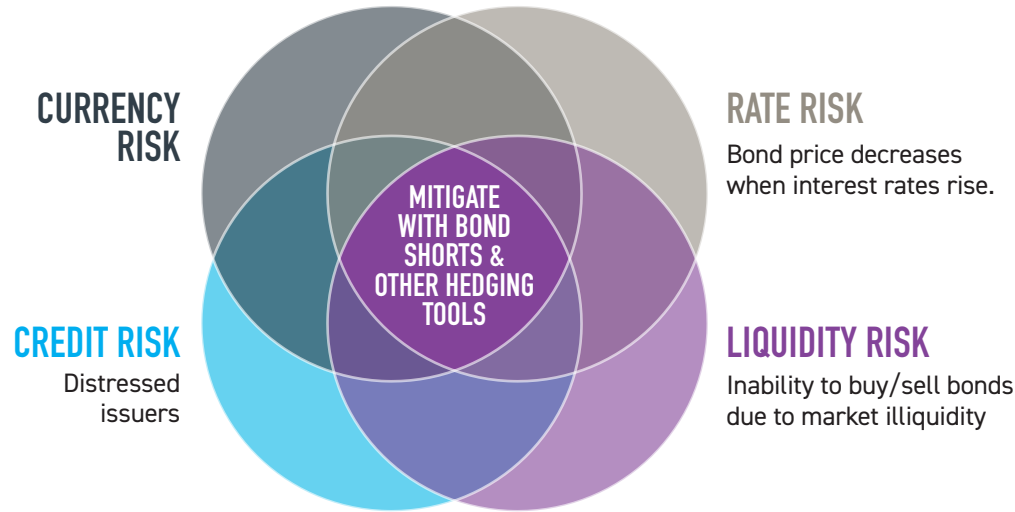 CURRENCY
RISK
RATE RISK
Bond price decreases
when interest rates rise.
MITIGATE
WITH BOND
SHORTS &
OTHER HEDGING
TOOLS
CREDIT RISK
Distressed
issuers
LIQUIDITY RISK
Inability to buy/sell bonds
due to market illiquidity